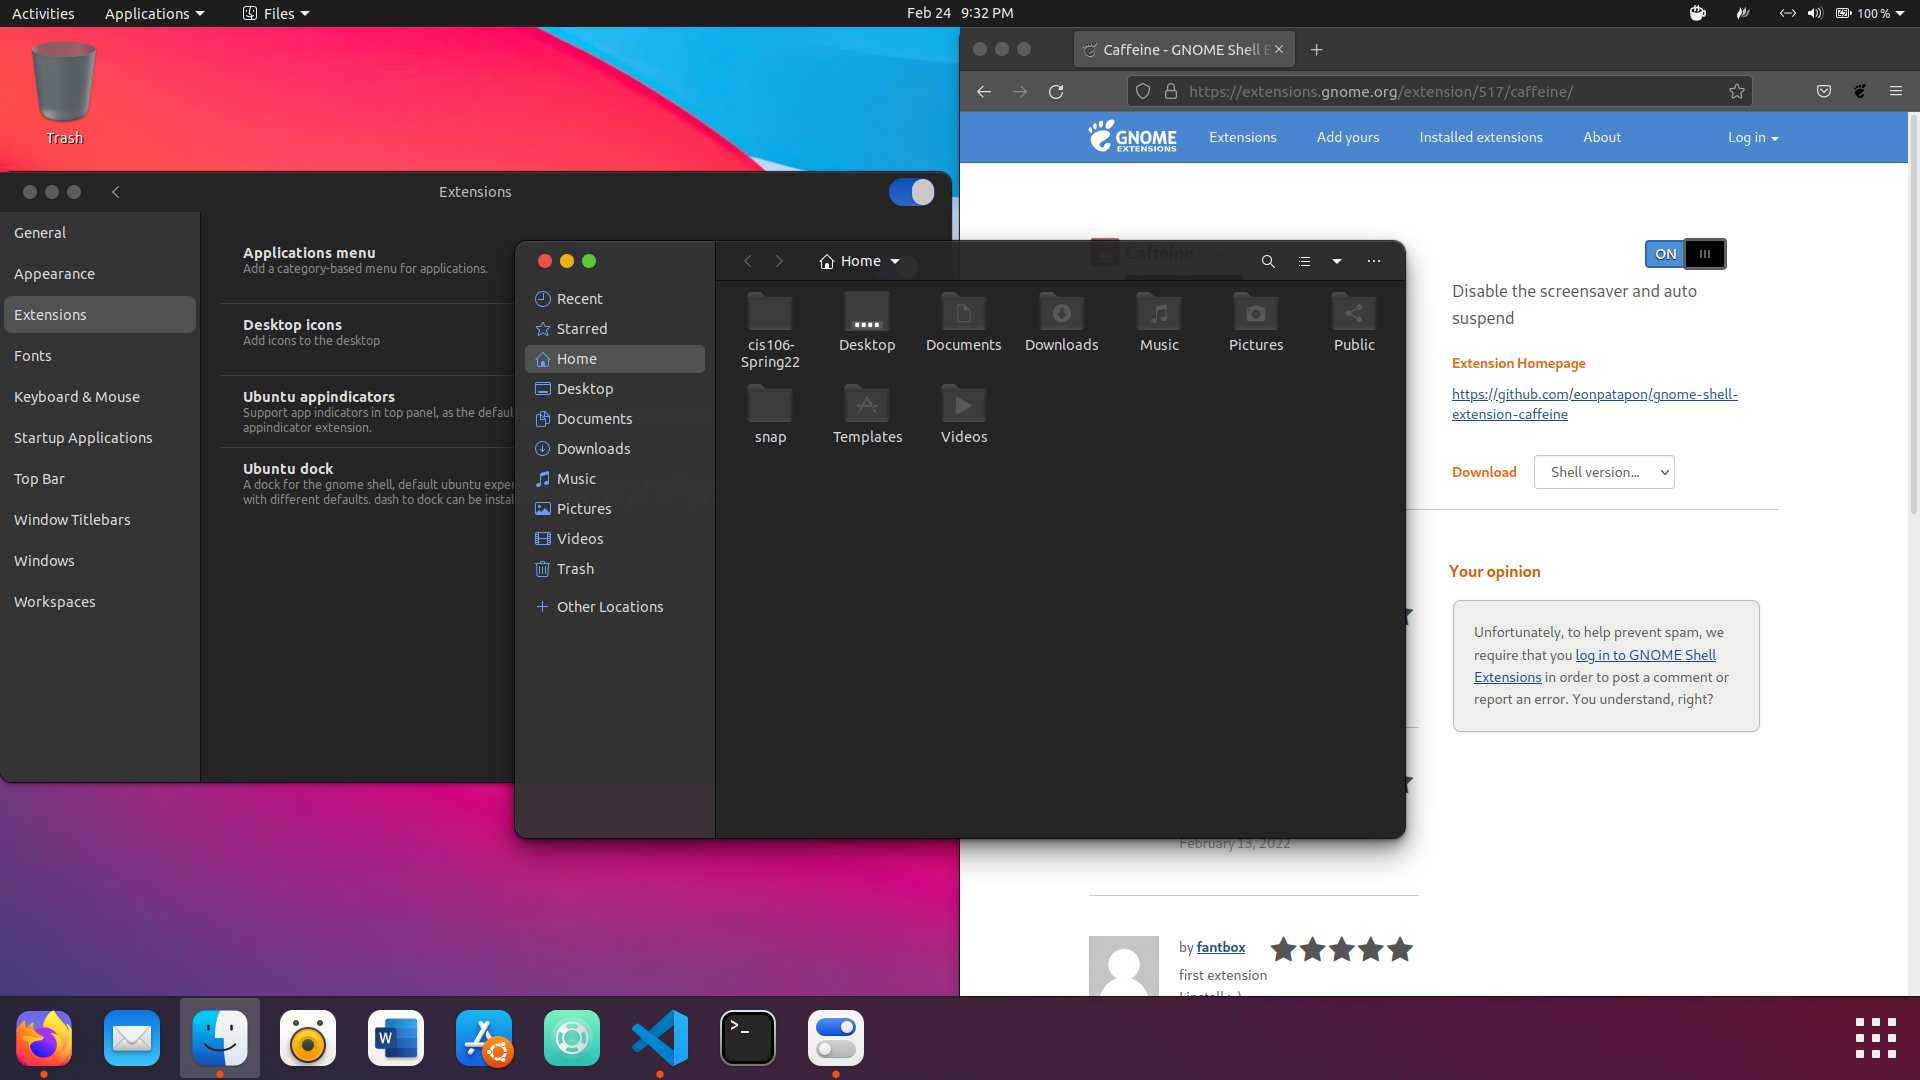 Activities
Applications
Files
Feb 24 9:32 PM
100 %
Trash
Extensions
General
Appearance
Extensions
Fonts
Keyboard & Mouse
Startup Applications
Top Bar
Window Titlebars
Windows
Workspaces
Applications menu
Add a category-based menu for applications.
Desktop icons
Add icons to the desktop
Ubuntu appindicators
Support app indicators in top panel, as the default
appindicator extension.
Ubuntu dock
A dock for the gnome shell, default ubuntu exper
with different defaults. dash to dock can be instal
Home
Recent
Starred
Home
Desktop
Documents
Downloads
Music
Pictures
Videos
Trash
Other Locations
cis106-
Spring22
Desktop
Documents
Downloads
Music
Pictures
Public
snap
Templates
Videos
Caffeine - GNOME Shell E
https://extensions.gnome.org/extension/517/caffeine/
GNOME
EXTENSIONS
Extensions
Add yours
Installed extensions
About
Log in
Caffeine
ON
Disable the screensaver and auto
suspend
Extension Homepage
https://github.com/eonpatapon/gnome-shell-
extension-caffeine
Download
Shell version...
Your opinion
Unfortunately, to help prevent spam, we
require that you log in to GNOME Shell
Extensions in order to post a comment or
report an error. You understand, right?
February 13, 2022
by fantbox
first extension
W
>_